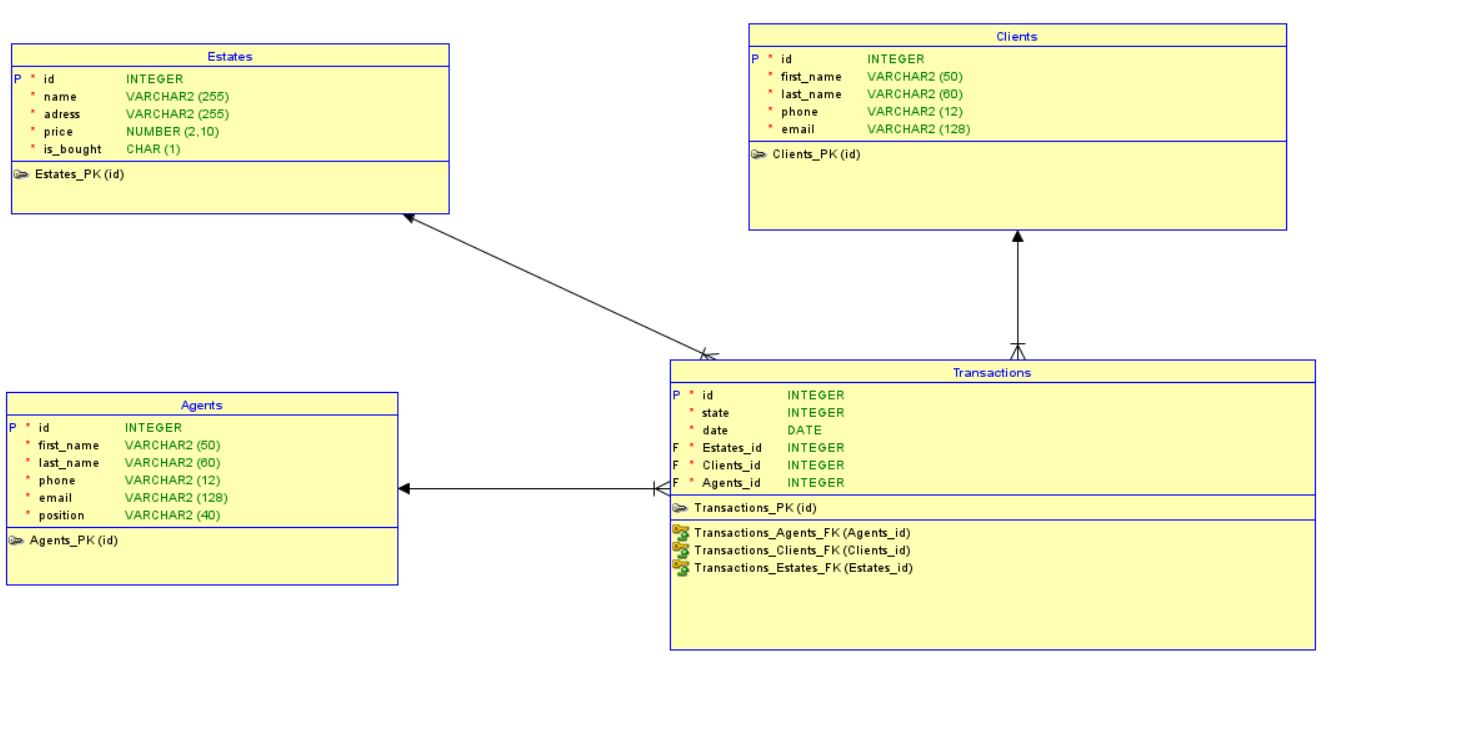 Estates
P * id INTEGER
* name VARCHAR2 (255)
* adress VARCHAR2 (255)
* price NUMBER (2,10)
* is_bought CHAR (1)
Estates_PK (id)
Clients
P * id INTEGER
* first_name VARCHAR2 (50)
* last_name VARCHAR2 (60)
* phone VARCHAR2 (12)
* email VARCHAR2 (128)
Clients_PK (id)
Agents
P * id INTEGER
* first_name VARCHAR2 (50)
* last_name VARCHAR2 (60)
* phone VARCHAR2 (12)
* email VARCHAR2 (128)
* position VARCHAR2 (40)
Agents_PK (id)
Transactions
P * id INTEGER
* state INTEGER
* date DATE
F * Estates_id INTEGER
F * Clients_id INTEGER
F * Agents_id INTEGER
Transactions_PK (id)
Transactions_Agents_FK (Agents_id)
Transactions_Clients_FK (Clients_id)
Transactions_Estates_FK (Estates_id)